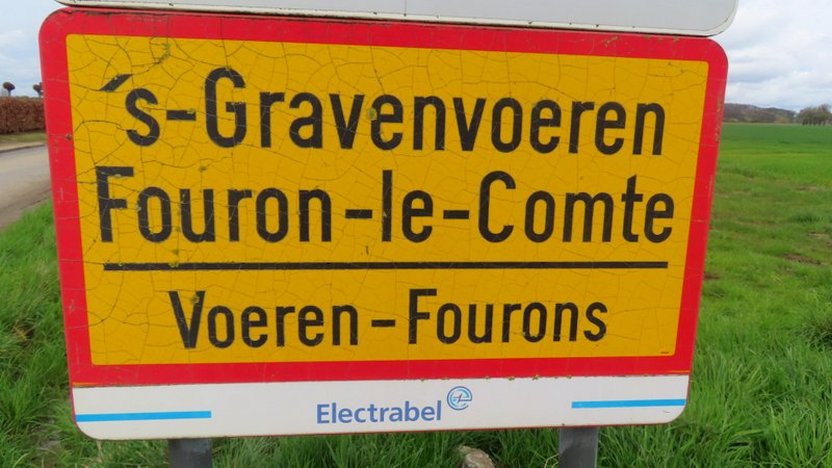 ´s-Gravenvoeren
Fouron-le-Comte
Voeren-Fourons
Electrabel